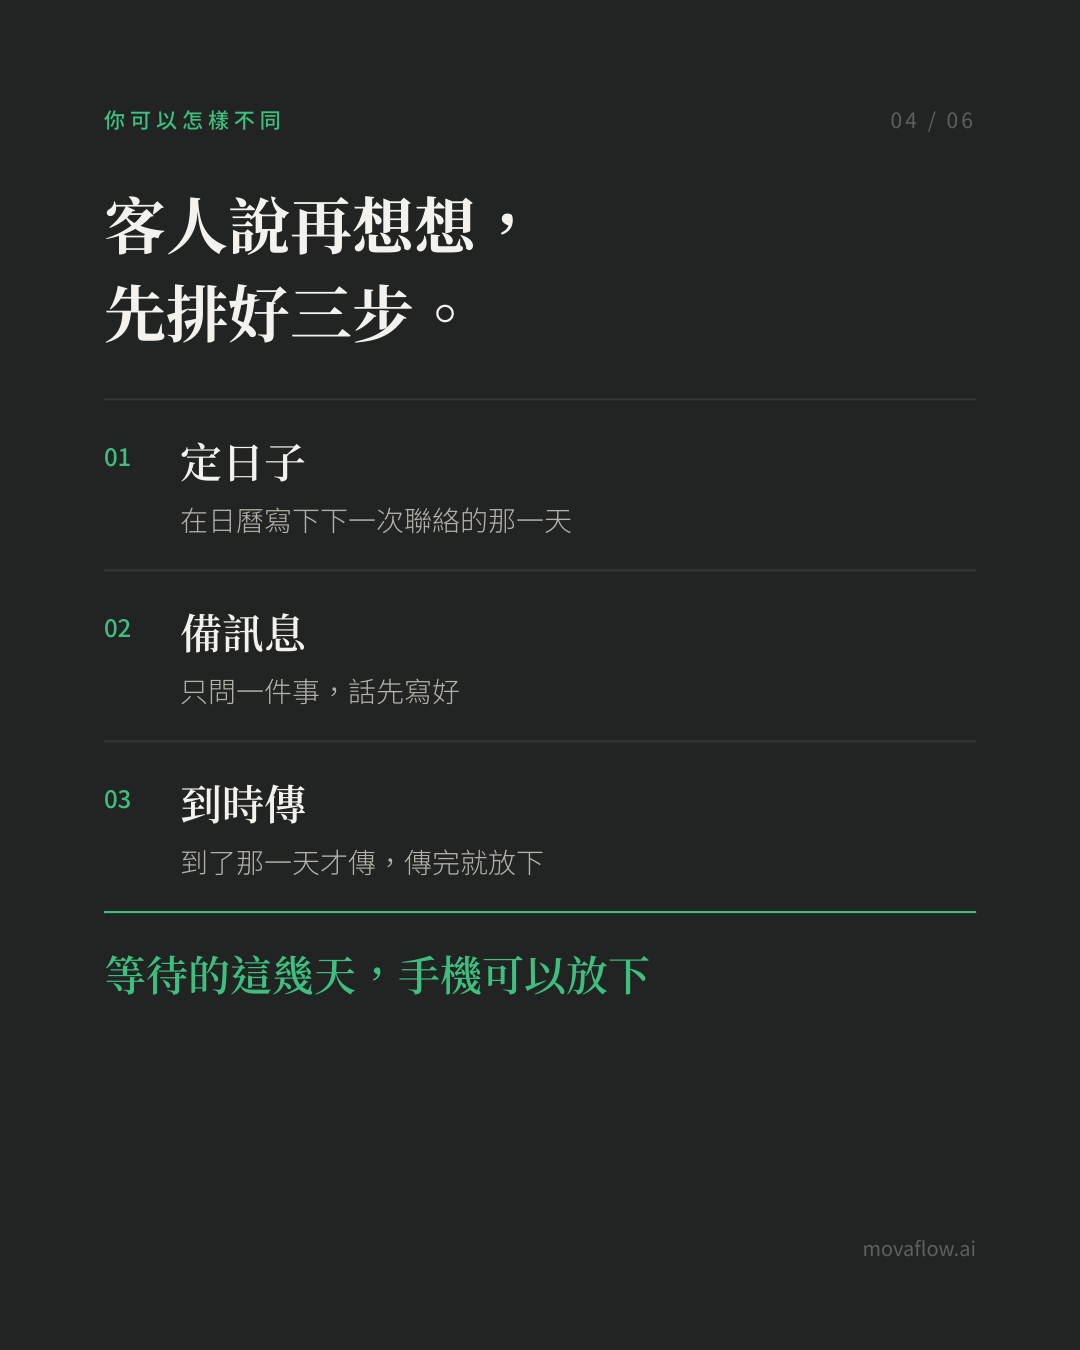 你可以怎樣不同
04 / 06
客人說再想想，
先排好三步。
01
定日子
在日曆寫下下一次聯絡的那一天
02
備訊息
只問一件事，話先寫好
03
到時傳
到了那一天才傳，傳完就放下
等待的這幾天，手機可以放下
movaflow.ai